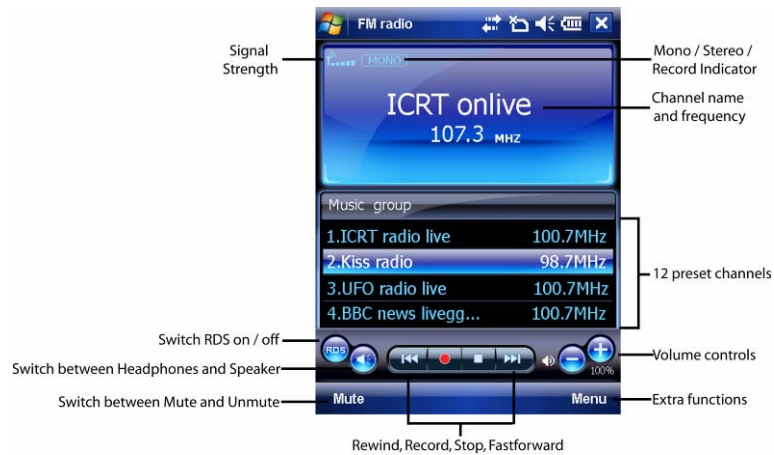 FM radio
Signal
Strength
MONO
Mono / Stereo /
Record Indicator
ICRT onlive
107.3 MHZ
Channel name
and frequency
Music group
1.ICRT radio live 100.7MHz
2.Kiss radio 98.7MHz
3.UFO radio live 100.7MHz
4.BBC news livegg... 100.7MHz
12 preset channels
Switch RDS on / off
RDS
Switch between Headphones and Speaker
100%
Volume controls
Switch between Mute and Unmute
Mute
Menu
Extra functions
Rewind, Record, Stop, Fastforward